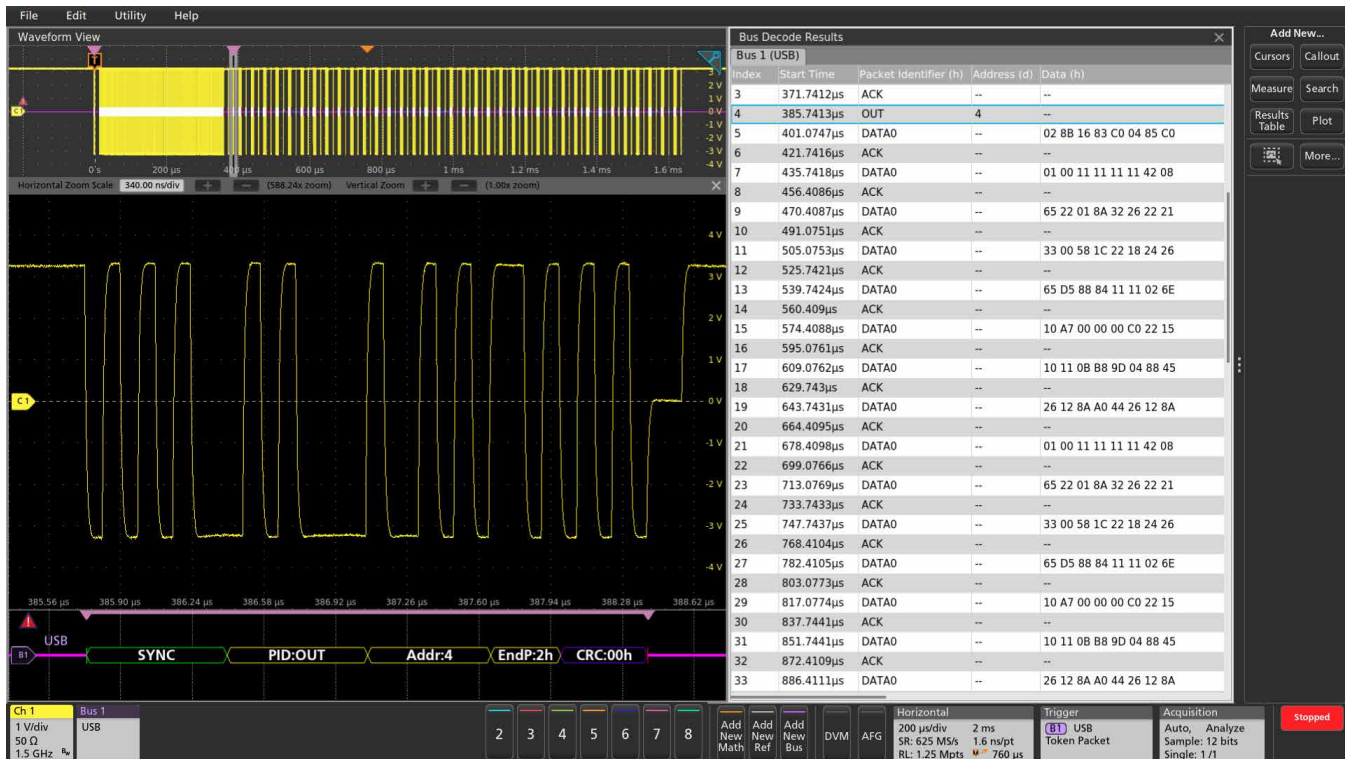 File Edit Utility Help
Waveform View
T
3 V
2 V
1 V
0 V
-1 V
-2 V
-3 V
-4 V
C1
0 s 200 µs 400 µs 600 µs 800 µs 1 ms 1.2 ms 1.4 ms 1.6 ms
Horizontal Zoom Scale 340.00 ns/div + − (588.24x zoom) Vertical Zoom + − (1.00x zoom)
4 V
3 V
2 V
1 V
C1 0 V
-1 V
-2 V
-3 V
-4 V
385.56 µs 385.90 µs 386.24 µs 386.58 µs 386.92 µs 387.26 µs 387.60 µs 387.94 µs 388.28 µs 388.62 µs
USB
B1 SYNC PID:OUT Addr:4 EndP:2h CRC:00h
Bus Decode Results
Bus 1 (USB)
Index Start Time Packet Identifier (h) Address (d) Data (h)
3 371.7412µs ACK -- --
4 385.7413µs OUT 4 --
5 401.0747µs DATA0 -- 02 8B 16 83 C0 04 85 C0
6 421.7416µs ACK -- --
7 435.7418µs DATA0 -- 01 00 11 11 11 11 42 08
8 456.4086µs ACK -- --
9 470.4087µs DATA0 -- 65 22 01 8A 32 26 22 21
10 491.0751µs ACK -- --
11 505.0753µs DATA0 -- 33 00 58 1C 22 18 24 26
12 525.7421µs ACK -- --
13 539.7424µs DATA0 -- 65 D5 88 84 11 11 02 6E
14 560.409µs ACK -- --
15 574.4088µs DATA0 -- 10 A7 00 00 00 C0 22 15
16 595.0761µs ACK -- --
17 609.0762µs DATA0 -- 10 11 0B B8 9D 04 88 45
18 629.743µs ACK -- --
19 643.7431µs DATA0 -- 26 12 8A A0 44 26 12 8A
20 664.4095µs ACK -- --
21 678.4098µs DATA0 -- 01 00 11 11 11 11 42 08
22 699.0766µs ACK -- --
23 713.0769µs DATA0 -- 65 22 01 8A 32 26 22 21
24 733.7433µs ACK -- --
25 747.7437µs DATA0 -- 33 00 58 1C 22 18 24 26
26 768.4104µs ACK -- --
27 782.4105µs DATA0 -- 65 D5 88 84 11 11 02 6E
28 803.0773µs ACK -- --
29 817.0774µs DATA0 -- 10 A7 00 00 00 C0 22 15
30 837.7441µs ACK -- --
31 851.7441µs DATA0 -- 10 11 0B B8 9D 04 88 45
32 872.4109µs ACK -- --
33 886.4111µs DATA0 -- 26 12 8A A0 44 26 12 8A
Add New...
Cursors Callout
Measure Search
Results Table Plot
More...
Ch 1
1 V/div
50 Ω
1.5 GHz Bw
Bus 1
USB
2 3 4 5 6 7 8
Add New Math
Add New Ref
Add New Bus
DVM AFG
Horizontal
200 µs/div 2 ms
SR: 625 MS/s 1.6 ns/pt
RL: 1.25 Mpts 760 µs
Trigger
B1 USB
Token Packet
Acquisition
Auto, Analyze
Sample: 12 bits
Single: 1 /1
Stopped